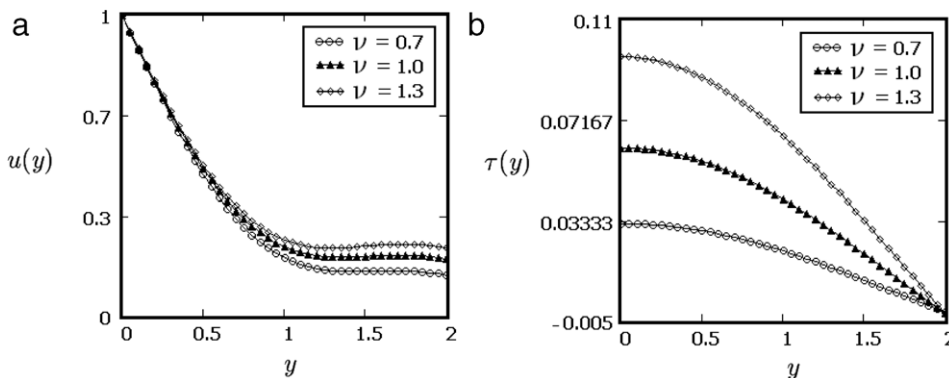 a
1
0.7
u(y)
0.3
0
0
0.5
1
1.5
2
y
ν = 0.7
ν = 1.0
ν = 1.3
b
0.11
0.07167
τ(y)
0.03333
-0.005
0
0.5
1
1.5
2
y
ν = 0.7
ν = 1.0
ν = 1.3